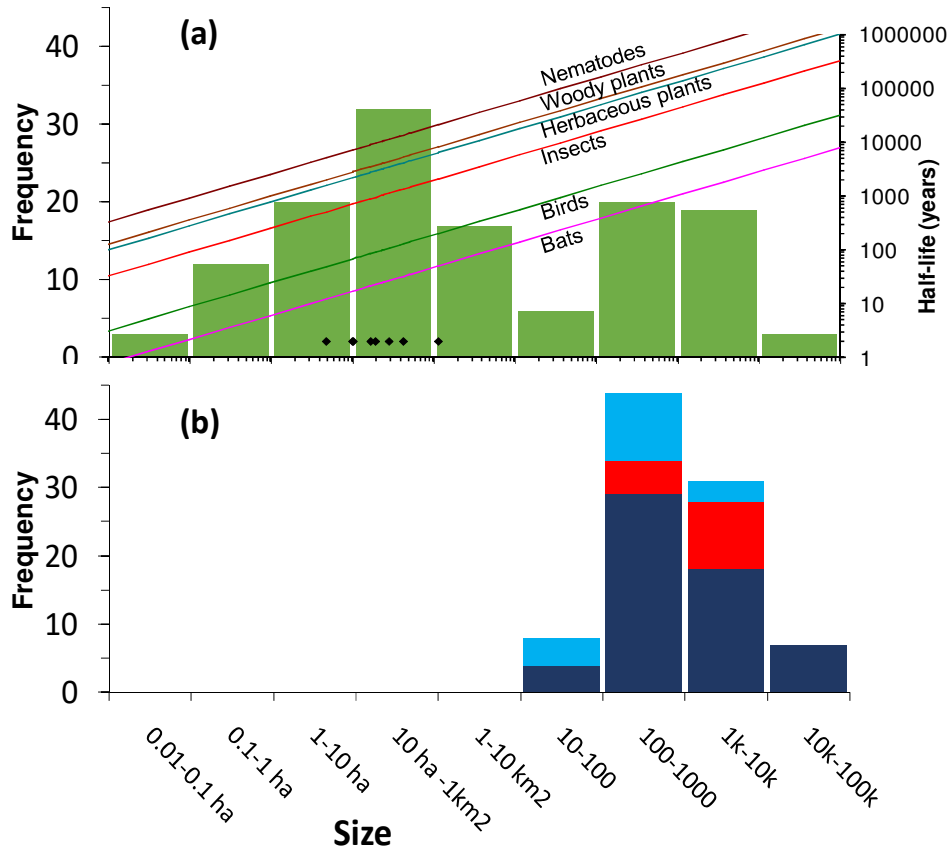 (a)
Frequency
40
30
20
10
0
Nematodes
Woody plants
Herbaceous plants
Insects
Birds
Bats
1000000
100000
10000
1000
100
10
1
Half-life (years)
(b)
Frequency
40
30
20
10
0
0.01-0.1 ha
0.1-1 ha
1-10 ha
10 ha -1km2
1-10 km2
10-100
100-1000
1k-10k
10k-100k
Size